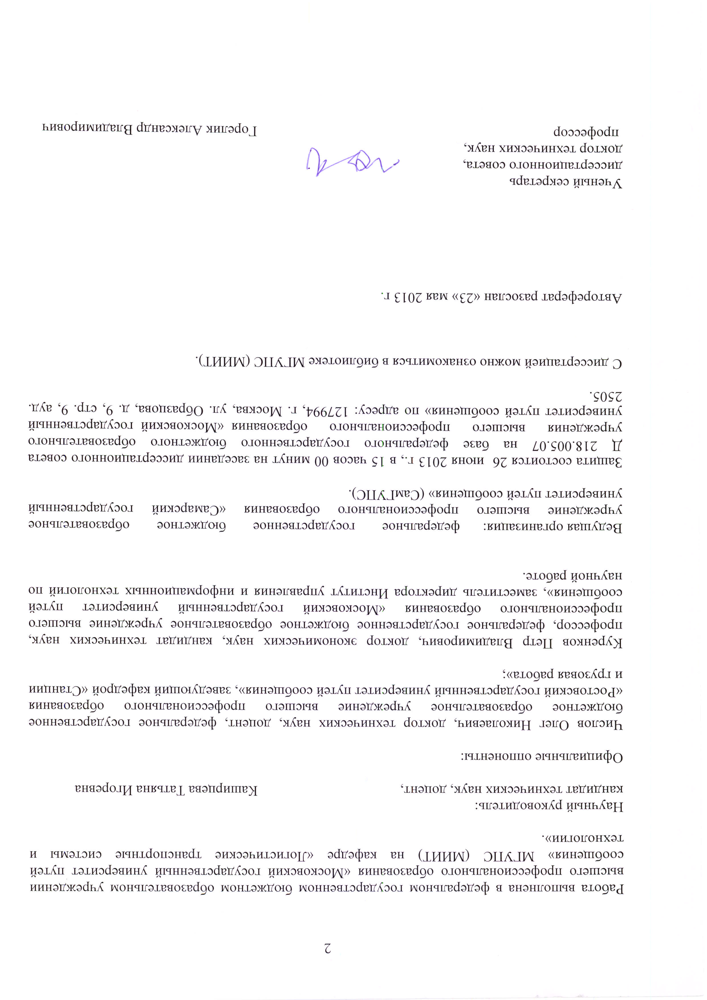 2
Работа выполнена в федеральном государственном бюджетном образовательном учреждении
высшего профессионального образования «Московский государственный университет путей
сообщения» МГУПС (МИИТ) на кафедре «Логистические транспортные системы и
технологии».
Научный руководитель:
кандидат технических наук, доцент, Каширцева Татьяна Игоревна
Официальные оппоненты:
Числов Олег Николаевич, доктор технических наук, доцент, федеральное государственное
бюджетное образовательное учреждение высшего профессионального образования
«Ростовский государственный университет путей сообщения», заведующий кафедрой «Станции
и грузовая работа»;
Куренков Петр Владимирович, доктор экономических наук, кандидат технических наук,
профессор, федеральное государственное бюджетное образовательное учреждение высшего
профессионального образования «Московский государственный университет путей
сообщения», заместитель директора Институт управления и информационных технологий по
научной работе.
Ведущая организация: федеральное государственное бюджетное образовательное
учреждение высшего профессионального образования «Самарский государственный
университет путей сообщения» (СамГУПС).
Защита состоится 26 июня 2013 г., в 15 часов 00 минут на заседании диссертационного совета
Д 218.005.07 на базе федерального государственного бюджетного образовательного
учреждения высшего профессионального образования «Московский государственный
университет путей сообщения» по адресу: 127994, г. Москва, ул. Образцова, д. 9, стр. 9, ауд.
2505.
С диссертацией можно ознакомиться в библиотеке МГУПС (МИИТ).
Автореферат разослан «23» мая 2013 г.
Ученый секретарь
диссертационного совета,
доктор технических наук,
профессор Горелик Александр Владимирович